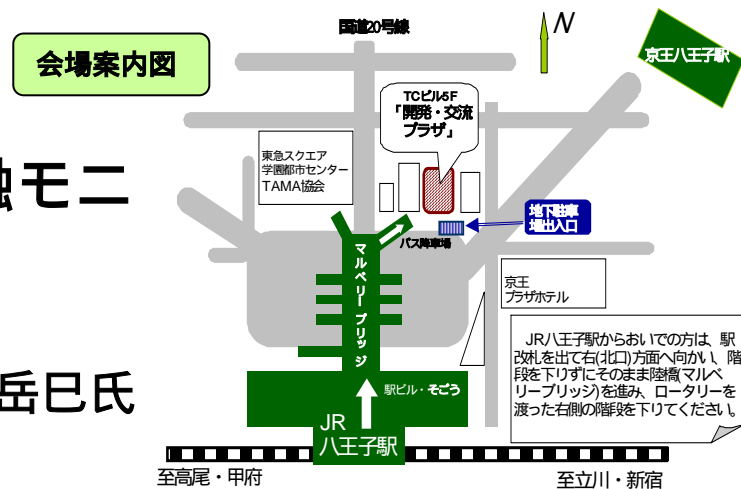 国道20号線
N
会場案内図
京王八王子駅
TCビル5F
「開発・交流
プラザ」
東急スクエア
学園都市センター
TAMA協会
融モニ
地下駐車
場出入口
バス降車場
マルベリーブリッジ
京王
プラザホテル
JR八王子駅からおいでの方は、駅
改札を出て右(北口)方面へ向かい、階
段を下りずにそのまま陸橋(マルベ
リーブリッジ)を進み、ロータリーを
渡った右側の階段を下りてください。
岳巳氏
駅ビル・そごう
JR
八王子駅
至高尾・甲府
至立川・新宿